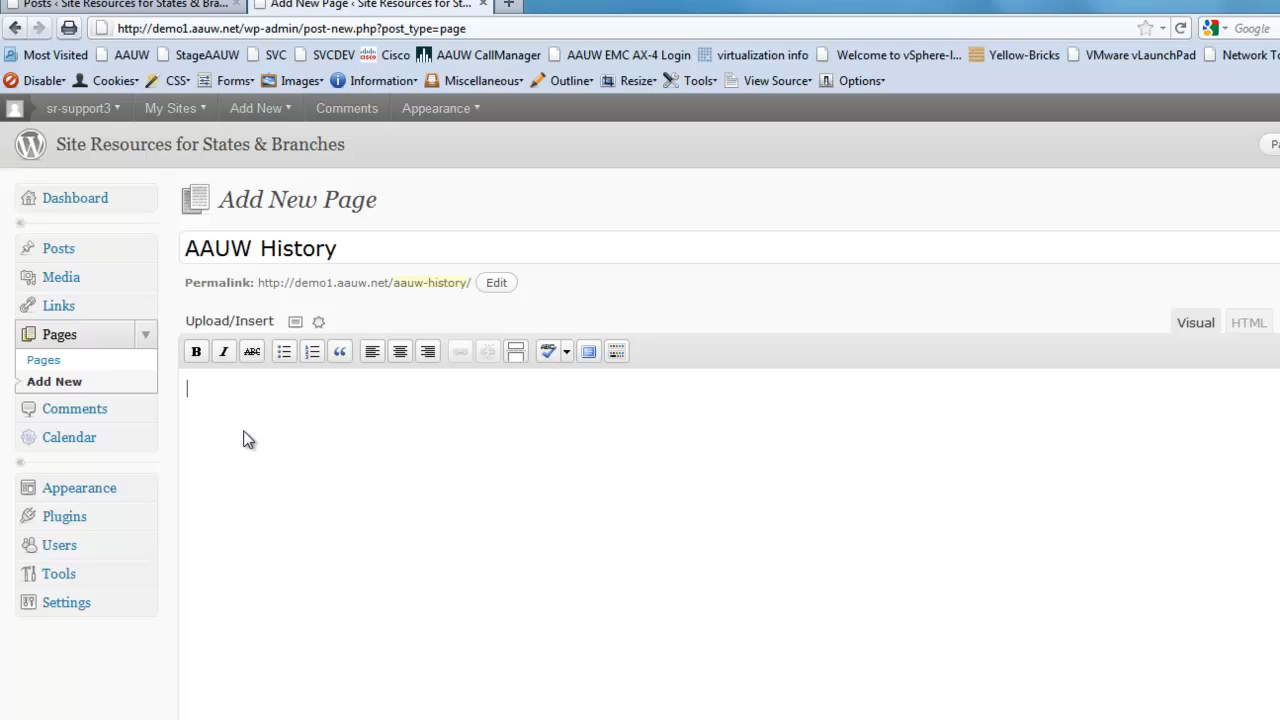 Posts ‹ Site Resources for States & Bra...
Add New Page ‹ Site Resources for St...
http://demo1.aauw.net/wp-admin/post-new.php?post_type=page
Google
Most Visited AAUW StageAAUW SVC SVCDEV Cisco AAUW CallManager AAUW EMC AX-4 Login virtualization info Welcome to vSphere-l... Yellow-Bricks VMware vLaunchPad Network To
Disable Cookies CSS Forms Images Information Miscellaneous Outline Resize Tools View Source Options
sr-support3 My Sites Add New Comments Appearance
Site Resources for States & Branches
Dashboard
Add New Page
Posts
AAUW History
Media
Permalink: http://demo1.aauw.net/aauw-history/ Edit
Links
Upload/Insert
Visual HTML
Pages
B I ABC ABC
Pages
Add New
Comments
Calendar
Appearance
Plugins
Users
Tools
Settings